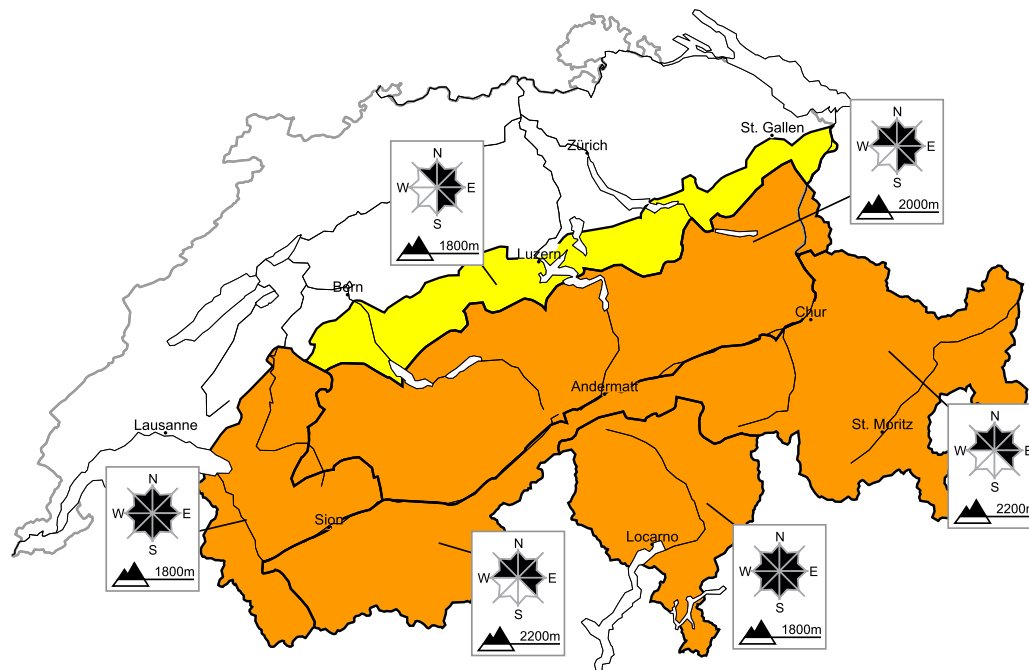 St. Gallen
N
W
E
S
2000m
Zürich
N
W
E
S
1800m
Luzern
Bern
Chur
Andermatt
St. Moritz
Lausanne
N
W
E
S
2200m
N
W
E
S
1800m
Sion
Locarno
N
W
E
S
2200m
N
W
E
S
1800m